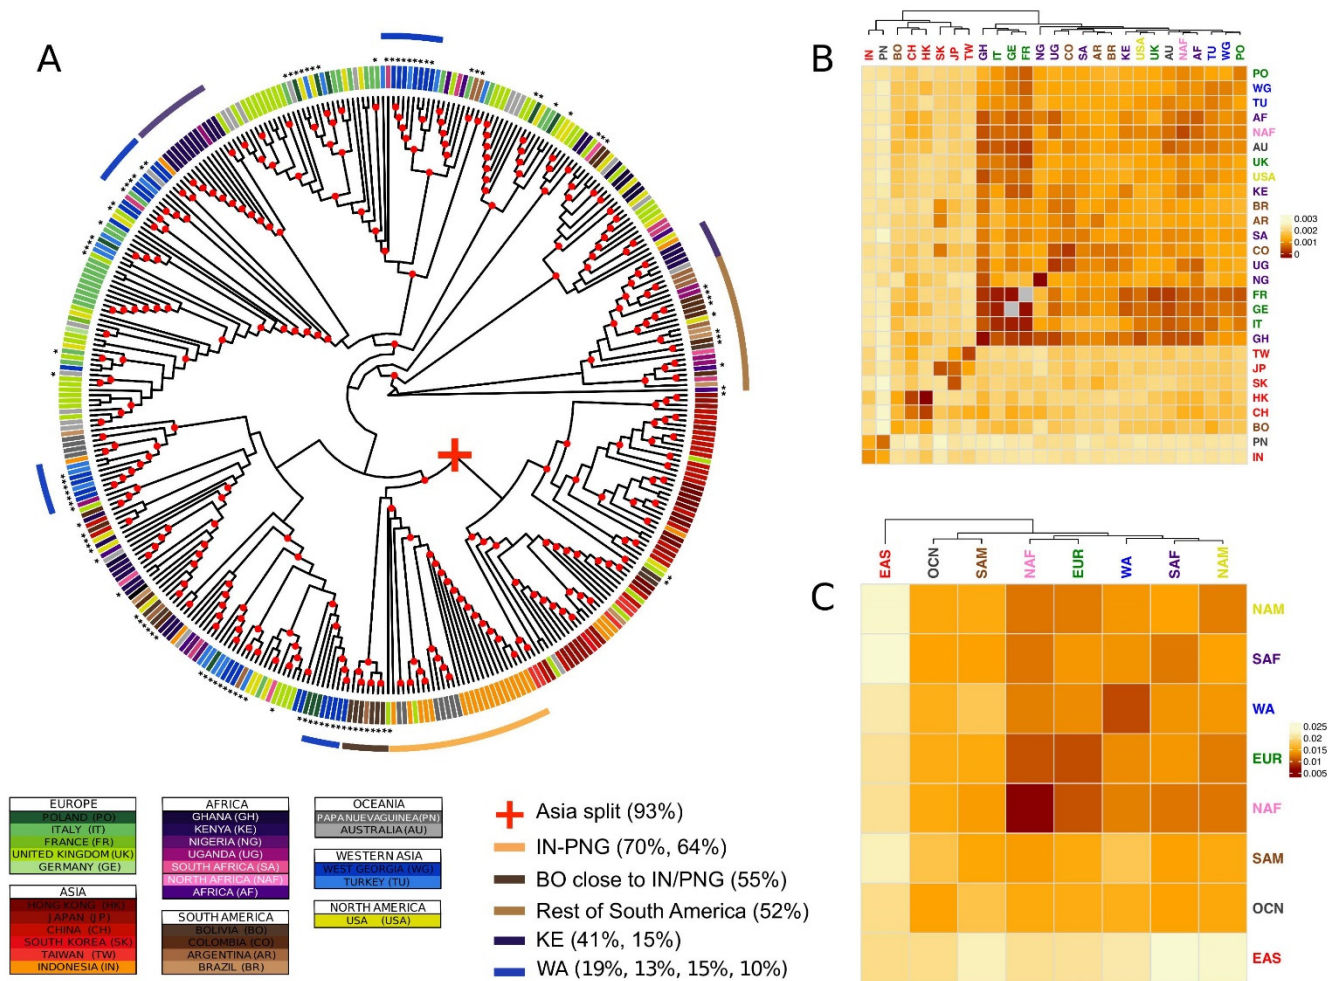 A
B
IN PN BO CH HK SK JP TW GH IT GE FR NG UG CO SA AR BR KE USA UK AU NAF AF TU WG PO
PO
WG
TU
AF
NAF
AU
UK
USA
KE
BR
AR
SA
CO
UG
NG
FR
GE
IT
GH
TW
JP
SK
HK
CH
BO
PN
IN
0.003
0.002
0.001
0
C
EAS OCN SAM NAF EUR WA SAF NAM
NAM
SAF
WA
EUR
NAF
SAM
OCN
EAS
0.025
0.02
0.015
0.01
0.005
EUROPE
POLAND (PO)
ITALY (IT)
FRANCE (FR)
UNITED KINGDOM (UK)
GERMANY (GE)
ASIA
HONG KONG (HK)
JAPAN (JP)
CHINA (CH)
SOUTH KOREA (SK)
TAIWAN (TW)
INDONESIA (IN)
AFRICA
GHANA (GH)
KENYA (KE)
NIGERIA (NG)
UGANDA (UG)
SOUTH AFRICA (SA)
NORTH AFRICA (NAF)
AFRICA (AF)
SOUTH AMERICA
BOLIVIA (BO)
COLOMBIA (CO)
ARGENTINA (AR)
BRAZIL (BR)
OCEANIA
PAPANUEVAGUINEA (PN)
AUSTRALIA (AU)
WESTERN ASIA
WEST GEORGIA (WG)
TURKEY (TU)
NORTH AMERICA
USA (USA)
Asia split (93%)
IN-PNG (70%, 64%)
BO close to IN/PNG (55%)
Rest of South America (52%)
KE (41%, 15%)
WA (19%, 13%, 15%, 10%)